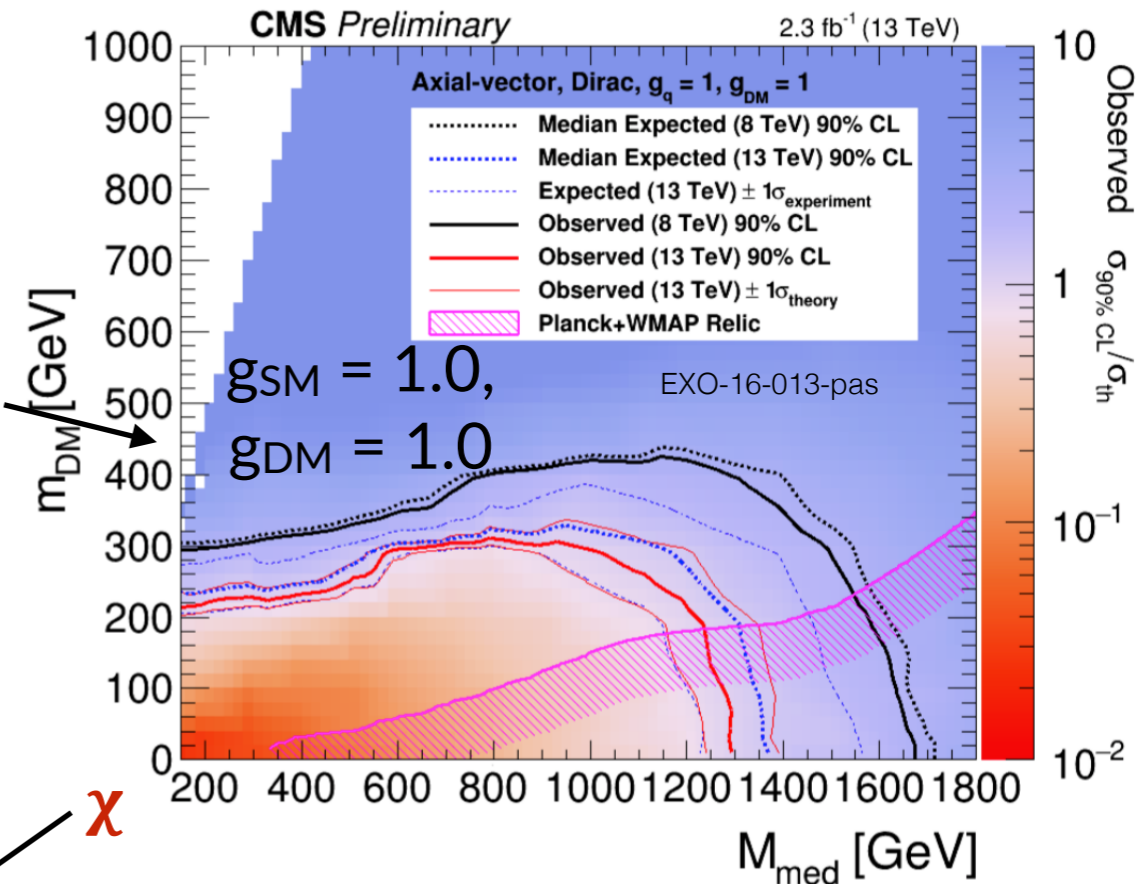 CMS Preliminary 2.3 fb⁻¹ (13 TeV)
Axial-vector, Dirac, g_q = 1, g_DM = 1
Median Expected (8 TeV) 90% CL
Median Expected (13 TeV) 90% CL
Expected (13 TeV) ± 1σ_experiment
Observed (8 TeV) 90% CL
Observed (13 TeV) 90% CL
Observed (13 TeV) ± 1σ_theory
Planck+WMAP Relic
gSM = 1.0,
EXO-16-013-pas
gDM = 1.0
m_DM [GeV]
1000
900
800
700
600
500
400
300
200
100
0
200 400 600 800 1000 1200 1400 1600 1800
M_med [GeV]
10
1
10⁻¹
10⁻²
Observed σ_90% CL/σ_th
χ